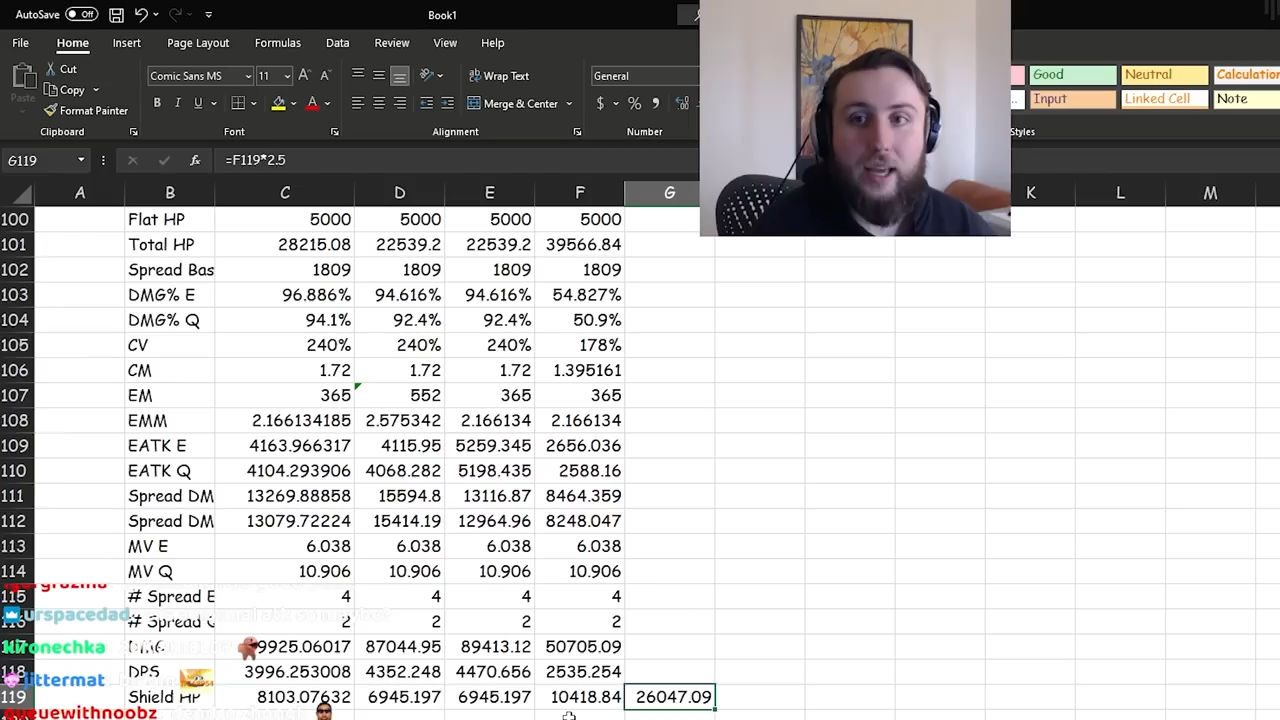 AutoSave Off Book1
File Home Insert Page Layout Formulas Data Review View Help
Cut Comic Sans MS 11 Wrap Text General Good Neutral Calculation
Paste Copy Merge & Center Input Linked Cell Note
Format Painter
Clipboard Font Alignment Number Styles
G119 fx =F119*2.5
A B C D E F G K L M
100 Flat HP 5000 5000 5000 5000
101 Total HP 28215.08 22539.2 22539.2 39566.84
102 Spread Bas 1809 1809 1809 1809
103 DMG% E 96.886% 94.616% 94.616% 54.827%
104 DMG% Q 94.1% 92.4% 92.4% 50.9%
105 CV 240% 240% 240% 178%
106 CM 1.72 1.72 1.72 1.395161
107 EM 365 552 365 365
108 EMM 2.166134185 2.575342 2.166134 2.166134
109 EATK E 4163.966317 4115.95 5259.345 2656.036
110 EATK Q 4104.293906 4068.282 5198.435 2588.16
111 Spread DM 13269.88858 15594.8 13116.87 8464.359
112 Spread DM 13079.72224 15414.19 12964.96 8248.047
113 MV E 6.038 6.038 6.038 6.038
114 MV Q 10.906 10.906 10.906 10.906
115 # Spread E 4 4 4 4
urspacedad
# Spread 2 2 2 2
kironechka
DMG 9925.06017 87044.95 89413.12 50705.09
118 DPS 3996.253008 4352.248 4470.656 2535.254
jittermat
119 Shield HP 8103.07632 6945.197 6945.197 10418.84 26047.09
queuewithnoobz